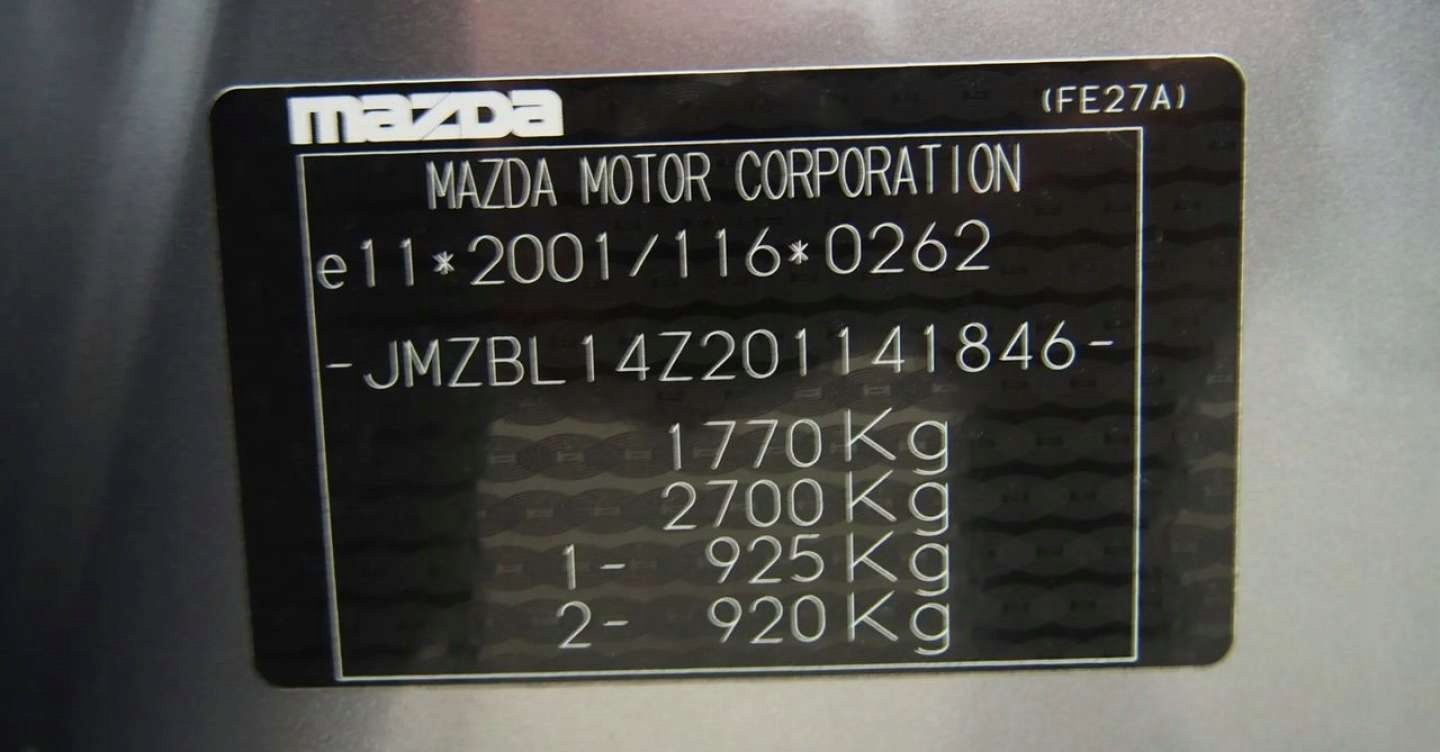 mazda (FE27A)
MAZDA MOTOR CORPORATION
e11*2001/116*0262
-JMZBL14Z201141846-
1770Kg
2700Kg
1- 925Kg
2- 920Kg